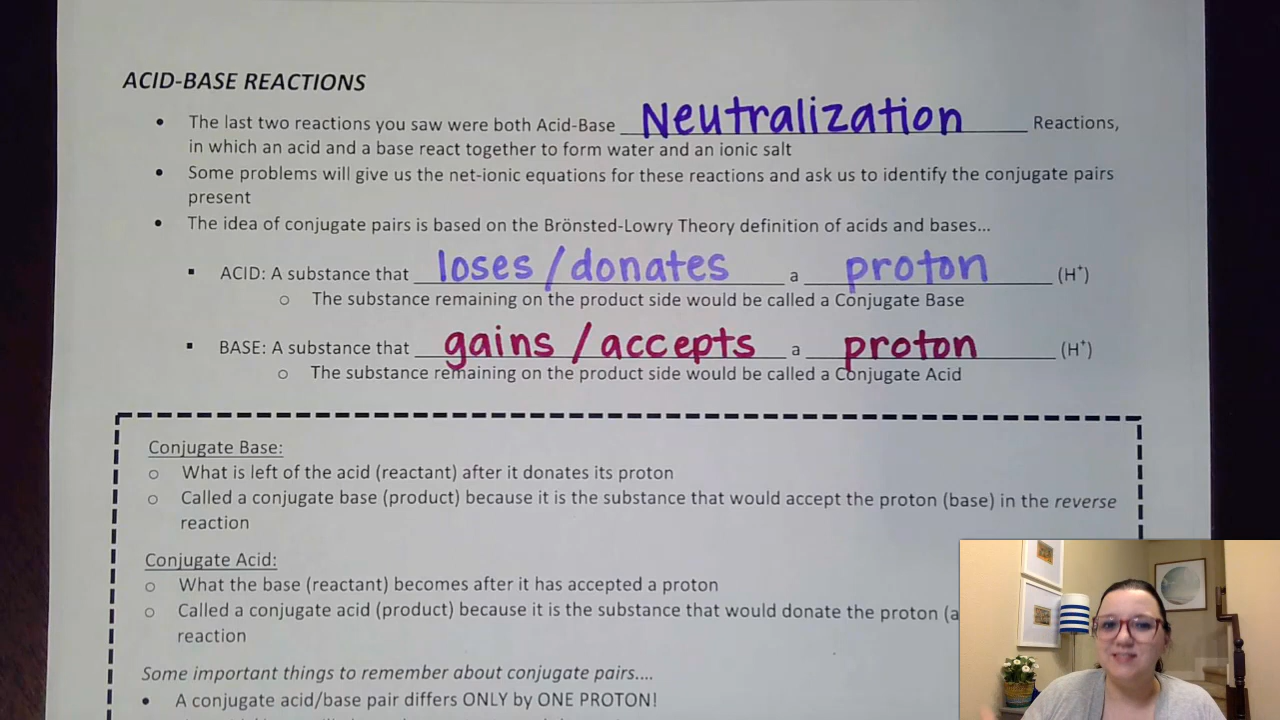 ACID-BASE REACTIONS
• The last two reactions you saw were both Acid-Base Neutralization Reactions,
in which an acid and a base react together to form water and an ionic salt
• Some problems will give us the net-ionic equations for these reactions and ask us to identify the conjugate pairs
present
• The idea of conjugate pairs is based on the Brönsted-Lowry Theory definition of acids and bases...
▪ ACID: A substance that loses / donates a proton (H⁺)
o The substance remaining on the product side would be called a Conjugate Base
▪ BASE: A substance that gains / accepts a proton (H⁺)
o The substance remaining on the product side would be called a Conjugate Acid
Conjugate Base:
o What is left of the acid (reactant) after it donates its proton
o Called a conjugate base (product) because it is the substance that would accept the proton (base) in the reverse
reaction
Conjugate Acid:
o What the base (reactant) becomes after it has accepted a proton
o Called a conjugate acid (product) because it is the substance that would donate the proton (a
reaction
Some important things to remember about conjugate pairs....
• A conjugate acid/base pair differs ONLY by ONE PROTON!